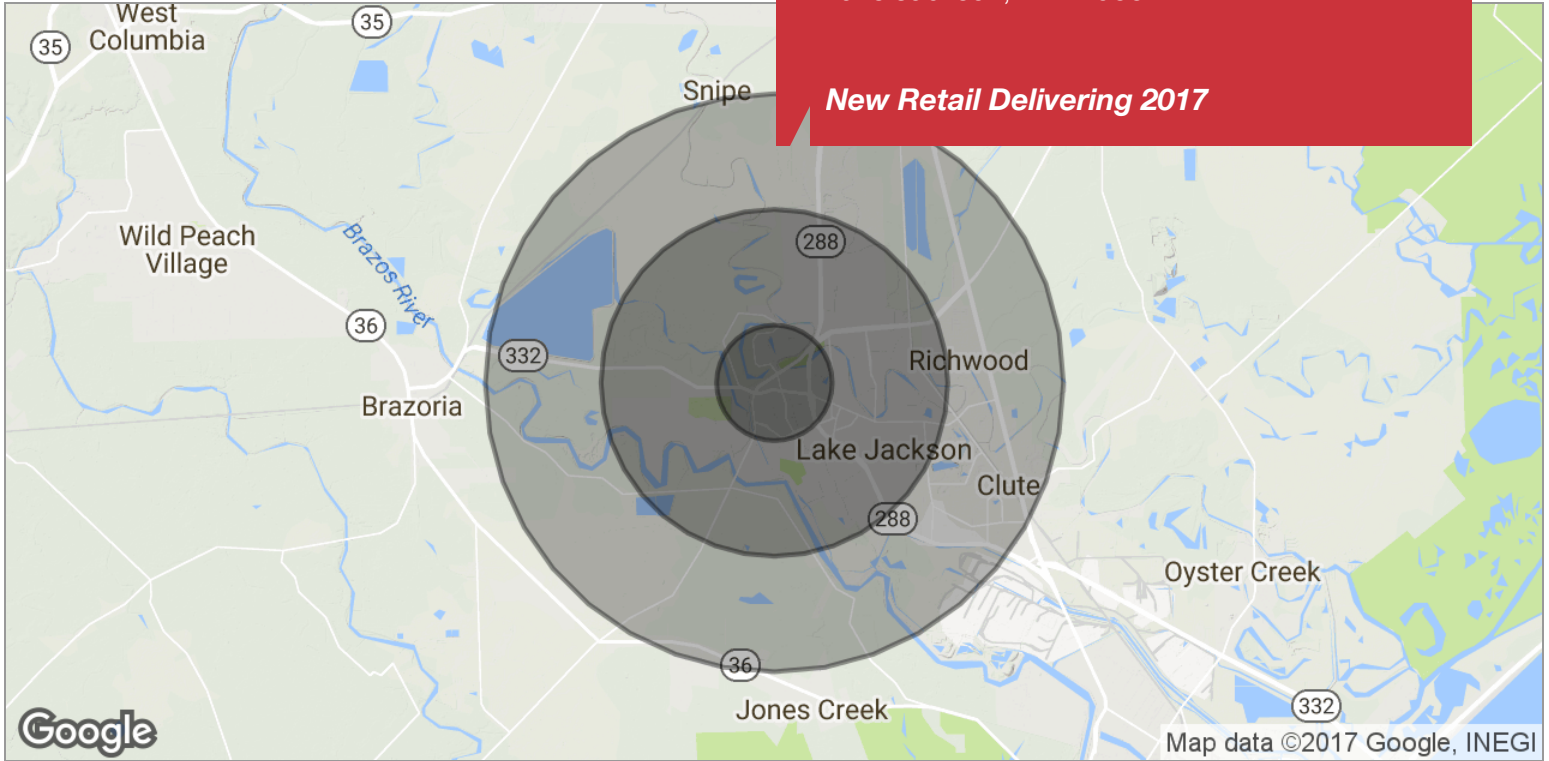 West
Columbia
35
35
Snipe
New Retail Delivering 2017
Wild Peach
Village
Brazos River
288
36
332
Richwood
Brazoria
Lake Jackson
Clute
288
Oyster Creek
36
Jones Creek
332
Google
Map data ©2017 Google, INEGI